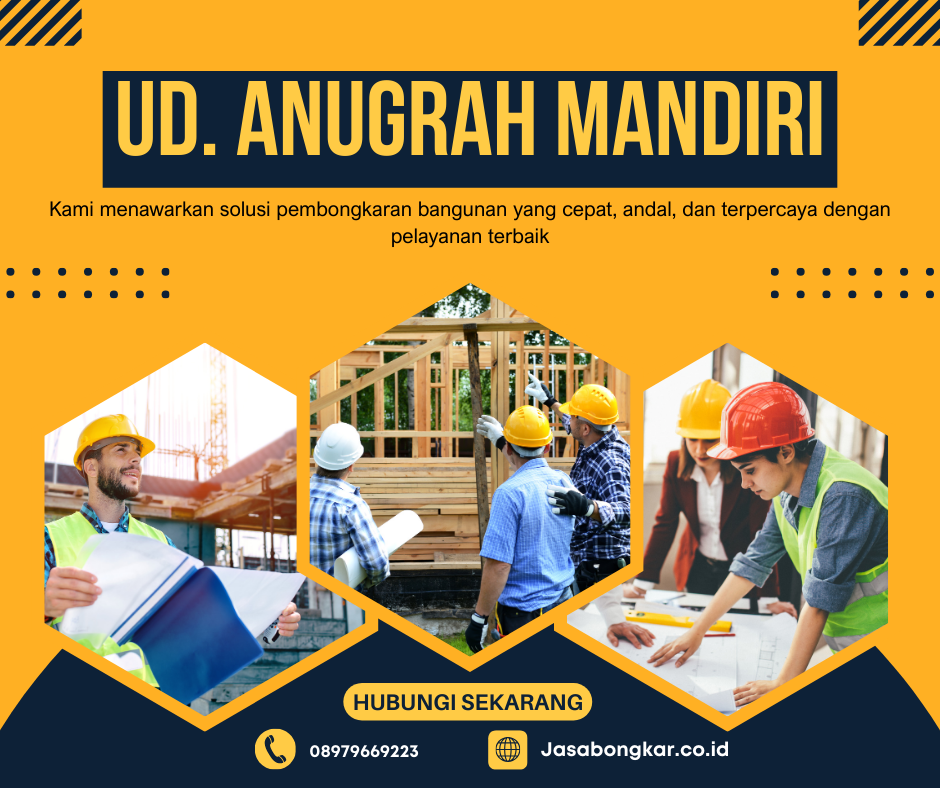 UD. ANUGRAH MANDIRI
Kami menawarkan solusi pembongkaran bangunan yang cepat, andal, dan terpercaya dengan
pelayanan terbaik
HUBUNGI SEKARANG
08979669223
Jasabongkar.co.id